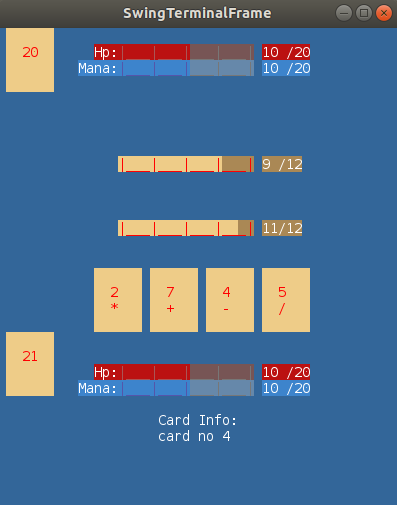 SwingTerminalFrame
20
Hp: 10 /20
Mana: 10 /20
9 /12
11/12
2 7 4 5
* + - /
21
Hp: 10 /20
Mana: 10 /20
Card Info:
card no 4